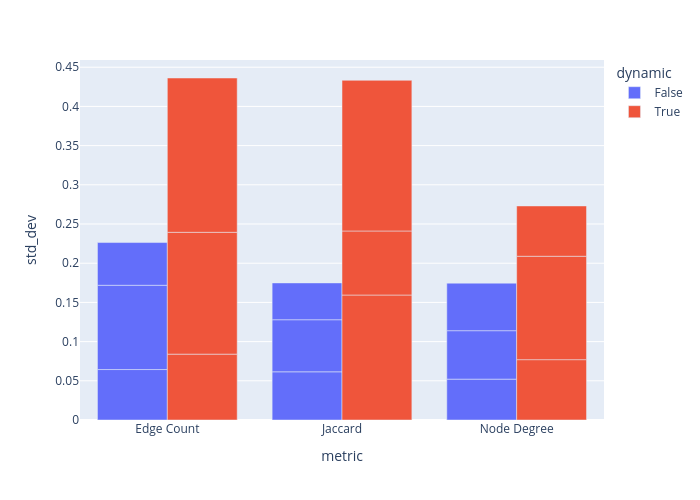 dynamic
False
True
std_dev
0.45
0.4
0.35
0.3
0.25
0.2
0.15
0.1
0.05
0
Edge Count
Jaccard
Node Degree
metric